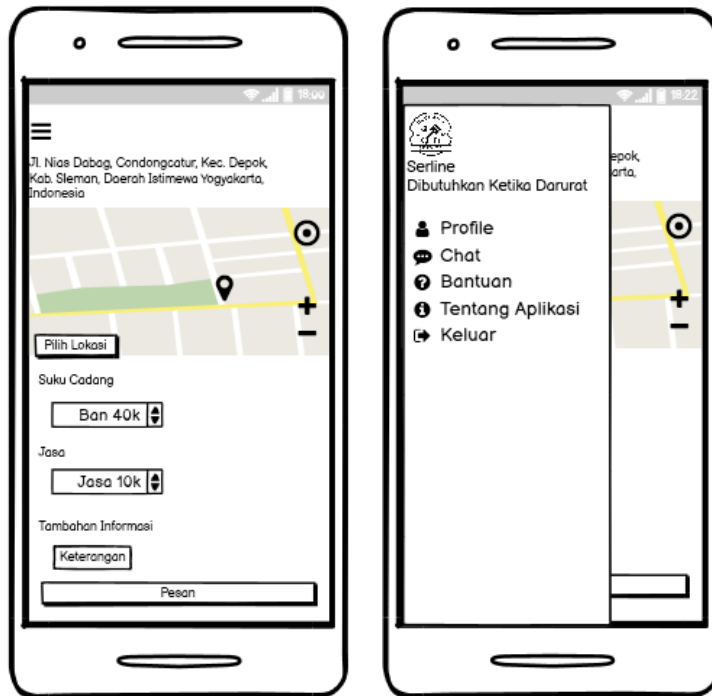 18:00
Jl. Nias Dabag, Condongcatur, Kec. Depok,
Kab. Sleman, Daerah Istimewa Yogyakarta,
Indonesia
Pilih Lokasi
Suku Cadang
Ban 40k
Jasa
Jasa 10k
Tambahan Informasi
Keterangan
Pesan
18:22
Serline
Dibutuhkan Ketika Darurat
Profile
Chat
Bantuan
Tentang Aplikasi
Keluar
epok,
arta,